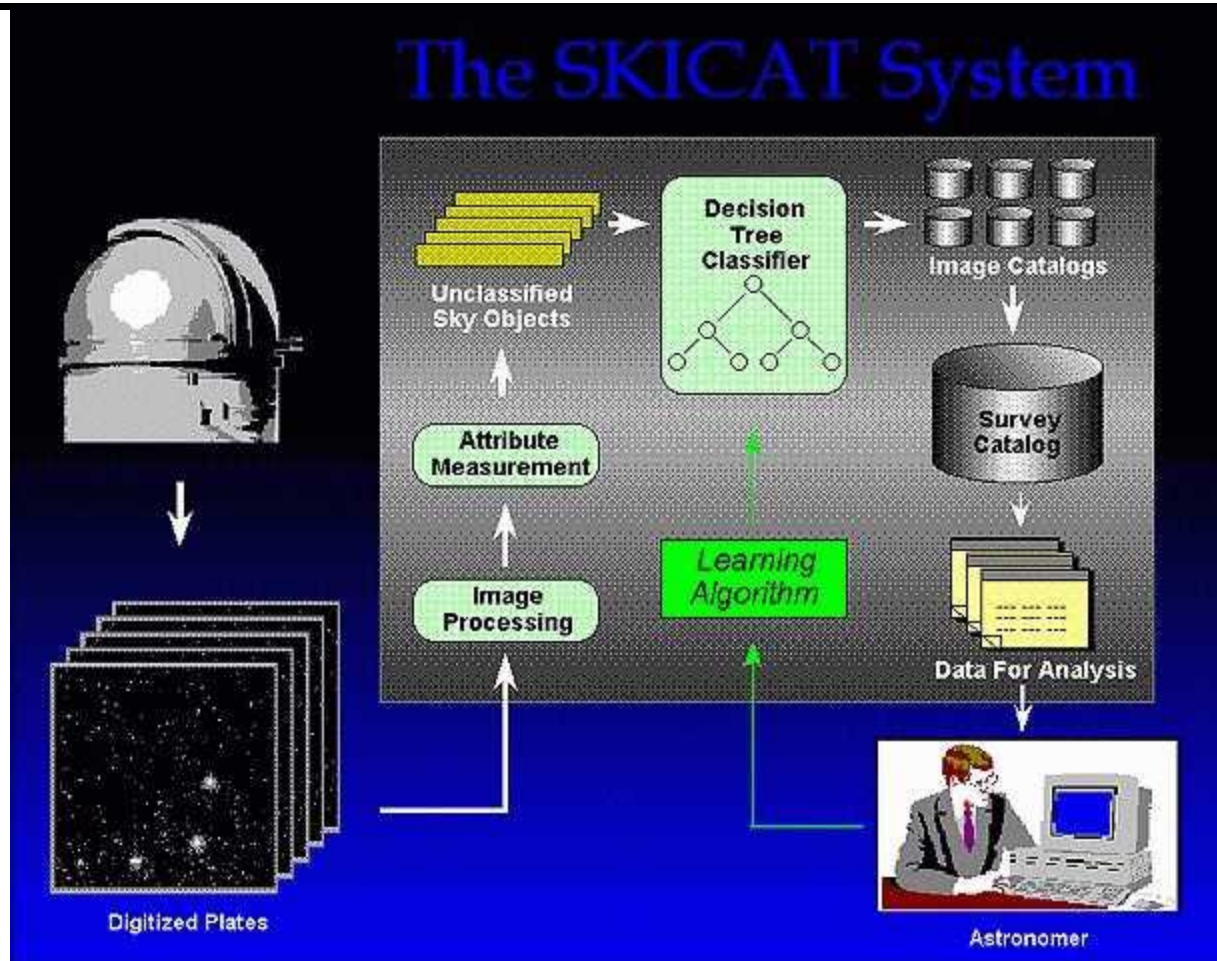 The SKICAT System
Unclassified
Sky Objects
Decision
Tree
Classifier
Image Catalogs
Attribute
Measurement
Survey
Catalog
Image
Processing
Learning
Algorithm
Data For Analysis
Digitized Plates
Astronomer